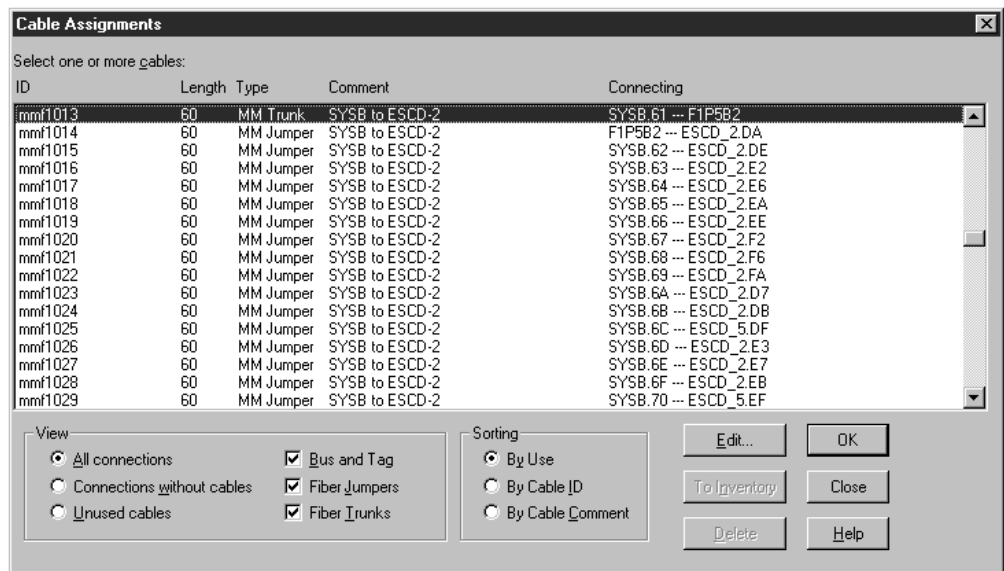 Cable Assignments
Select one or more cables:
ID Length Type Comment Connecting
mmf1013 60 MM Trunk SYSB to ESCD-2 SYSB.61 --- F1P5B2
mmf1014 60 MM Jumper SYSB to ESCD-2 F1P5B2 --- ESCD_2.DA
mmf1015 60 MM Jumper SYSB to ESCD-2 SYSB.62 --- ESCD_2.DE
mmf1016 60 MM Jumper SYSB to ESCD-2 SYSB.63 --- ESCD_2.E2
mmf1017 60 MM Jumper SYSB to ESCD-2 SYSB.64 --- ESCD_2.E6
mmf1018 60 MM Jumper SYSB to ESCD-2 SYSB.65 --- ESCD_2.EA
mmf1019 60 MM Jumper SYSB to ESCD-2 SYSB.66 --- ESCD_2.EE
mmf1020 60 MM Jumper SYSB to ESCD-2 SYSB.67 --- ESCD_2.F2
mmf1021 60 MM Jumper SYSB to ESCD-2 SYSB.68 --- ESCD_2.F6
mmf1022 60 MM Jumper SYSB to ESCD-2 SYSB.69 --- ESCD_2.FA
mmf1023 60 MM Jumper SYSB to ESCD-2 SYSB.6A --- ESCD_2.D7
mmf1024 60 MM Jumper SYSB to ESCD-2 SYSB.6B --- ESCD_2.DB
mmf1025 60 MM Jumper SYSB to ESCD-2 SYSB.6C --- ESCD_5.DF
mmf1026 60 MM Jumper SYSB to ESCD-2 SYSB.6D --- ESCD_2.E3
mmf1027 60 MM Jumper SYSB to ESCD-2 SYSB.6E --- ESCD_2.E7
mmf1028 60 MM Jumper SYSB to ESCD-2 SYSB.6F --- ESCD_2.EB
mmf1029 60 MM Jumper SYSB to ESCD-2 SYSB.70 --- ESCD_5.EF
View
All connections
Connections without cables
Unused cables
Bus and Tag
Fiber Jumpers
Fiber Trunks
Sorting
By Use
By Cable ID
By Cable Comment
Edit... OK
To Inventory Close
Delete Help